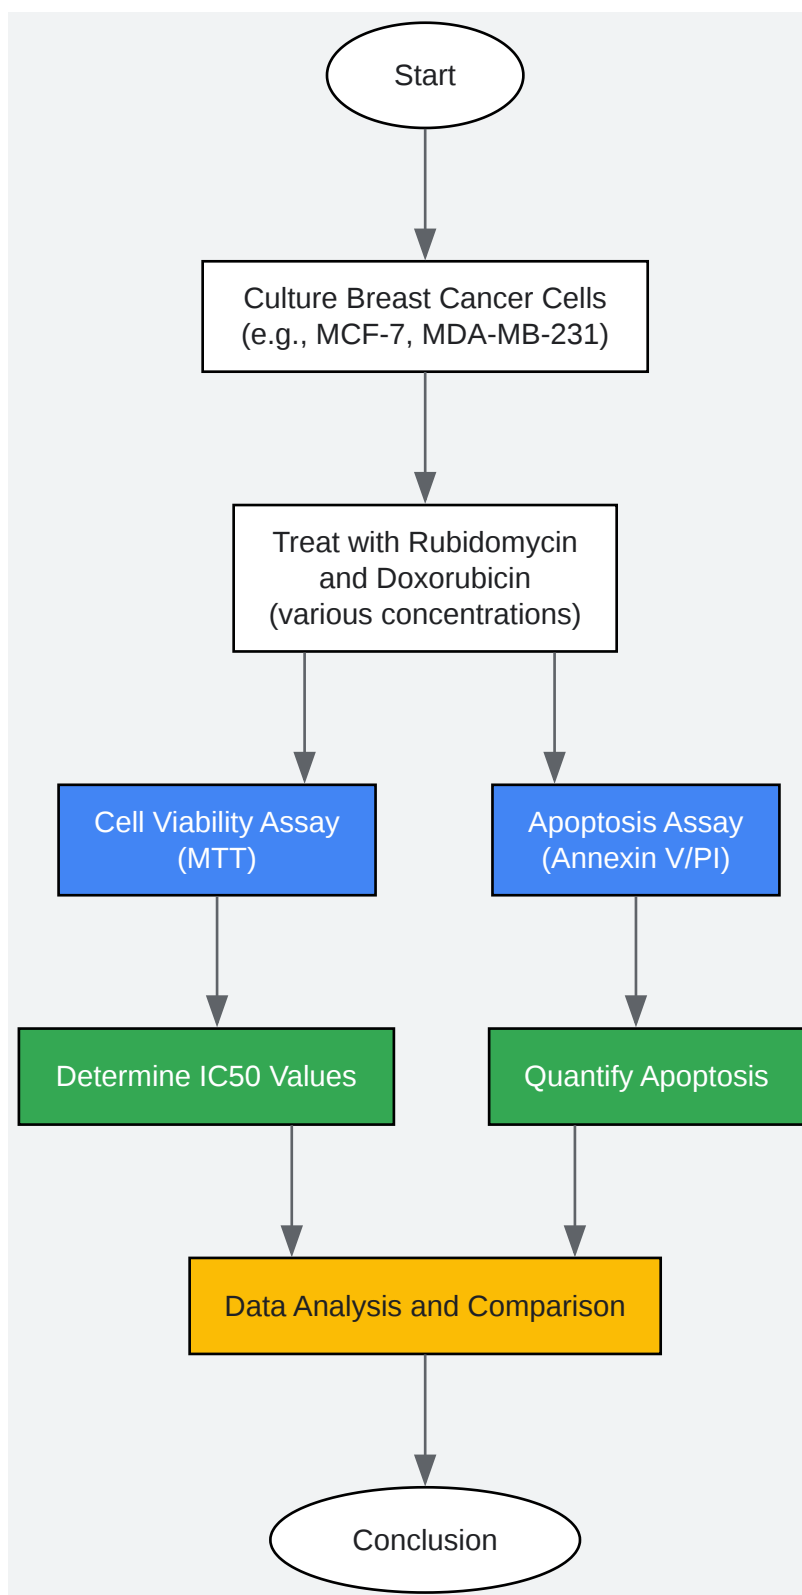 Start
Culture Breast Cancer Cells
(e.g., MCF-7, MDA-MB-231)
Treat with Rubidomycin
and Doxorubicin
(various concentrations)
Cell Viability Assay
(MTT)
Apoptosis Assay
(Annexin V/PI)
Determine IC50 Values
Quantify Apoptosis
Data Analysis and Comparison
Conclusion